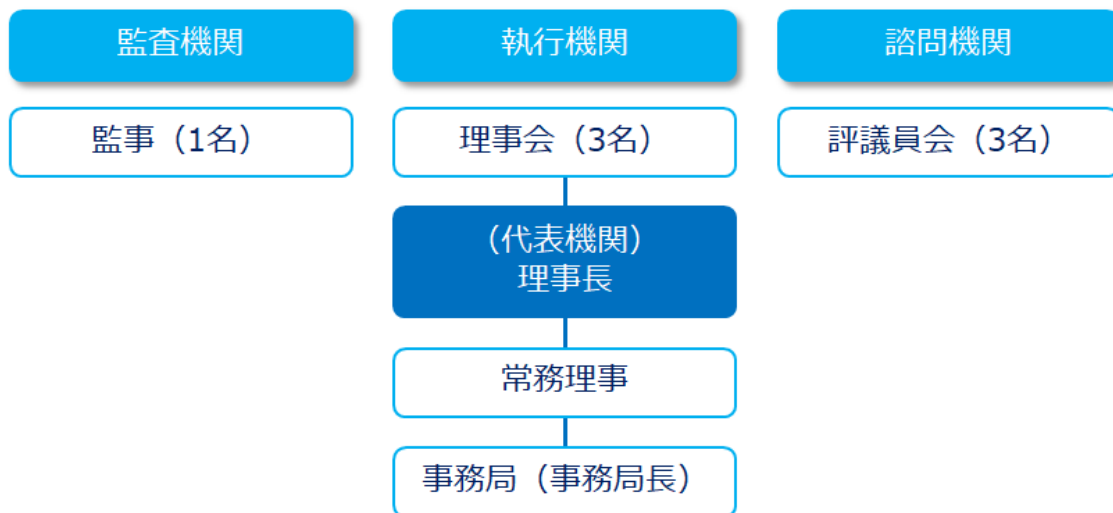 監査機関
執行機関
諮問機関
監事（1名）
理事会（3名）
評議員会（3名）
（代表機関）
理事長
常務理事
事務局（事務局長）